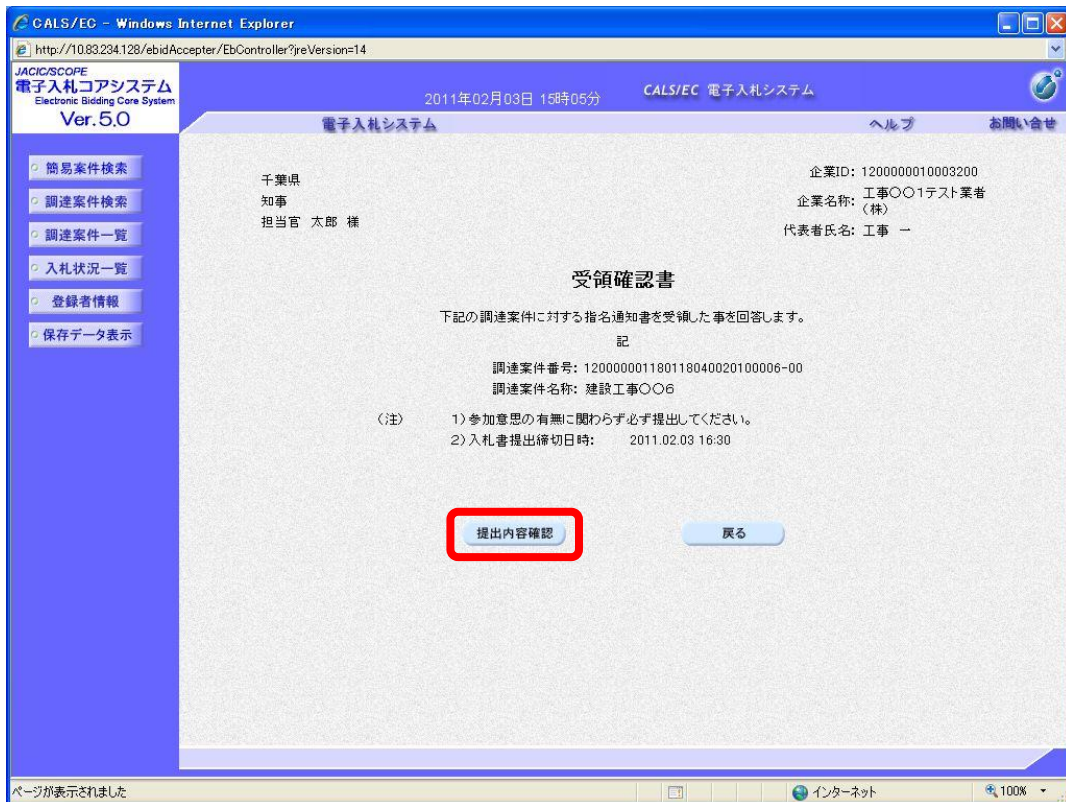 CALS/EC - Windows Internet Explorer
http://10.83.234.128/ebidAccepter/EbController?jreVersion=14
JACIC/SCOPE
電子入札コアシステム
Electronic Bidding Core System
Ver.5.0
2011年02月03日 15時05分
CALS/EC 電子入札システム
電子入札システム
ヘルプ
お問い合せ
簡易案件検索
調達案件検索
調達案件一覧
入札状況一覧
登録者情報
保存データ表示
千葉県
知事
担当官 太郎 様
企業ID: 1200000010003200
企業名称: 工事〇〇1テスト業者
(株)
代表者氏名: 工事 一
受領確認書
下記の調達案件に対する指名通知書を受領した事を回答します。
記
調達案件番号: 120000001180118040020100006-00
調達案件名称: 建設工事〇〇6
(注) 1)参加意思の有無に関わらず必ず提出してください。
2)入札書提出締切日時: 2011.02.03 16:30
提出内容確認
戻る
ページが表示されました
インターネット
100%